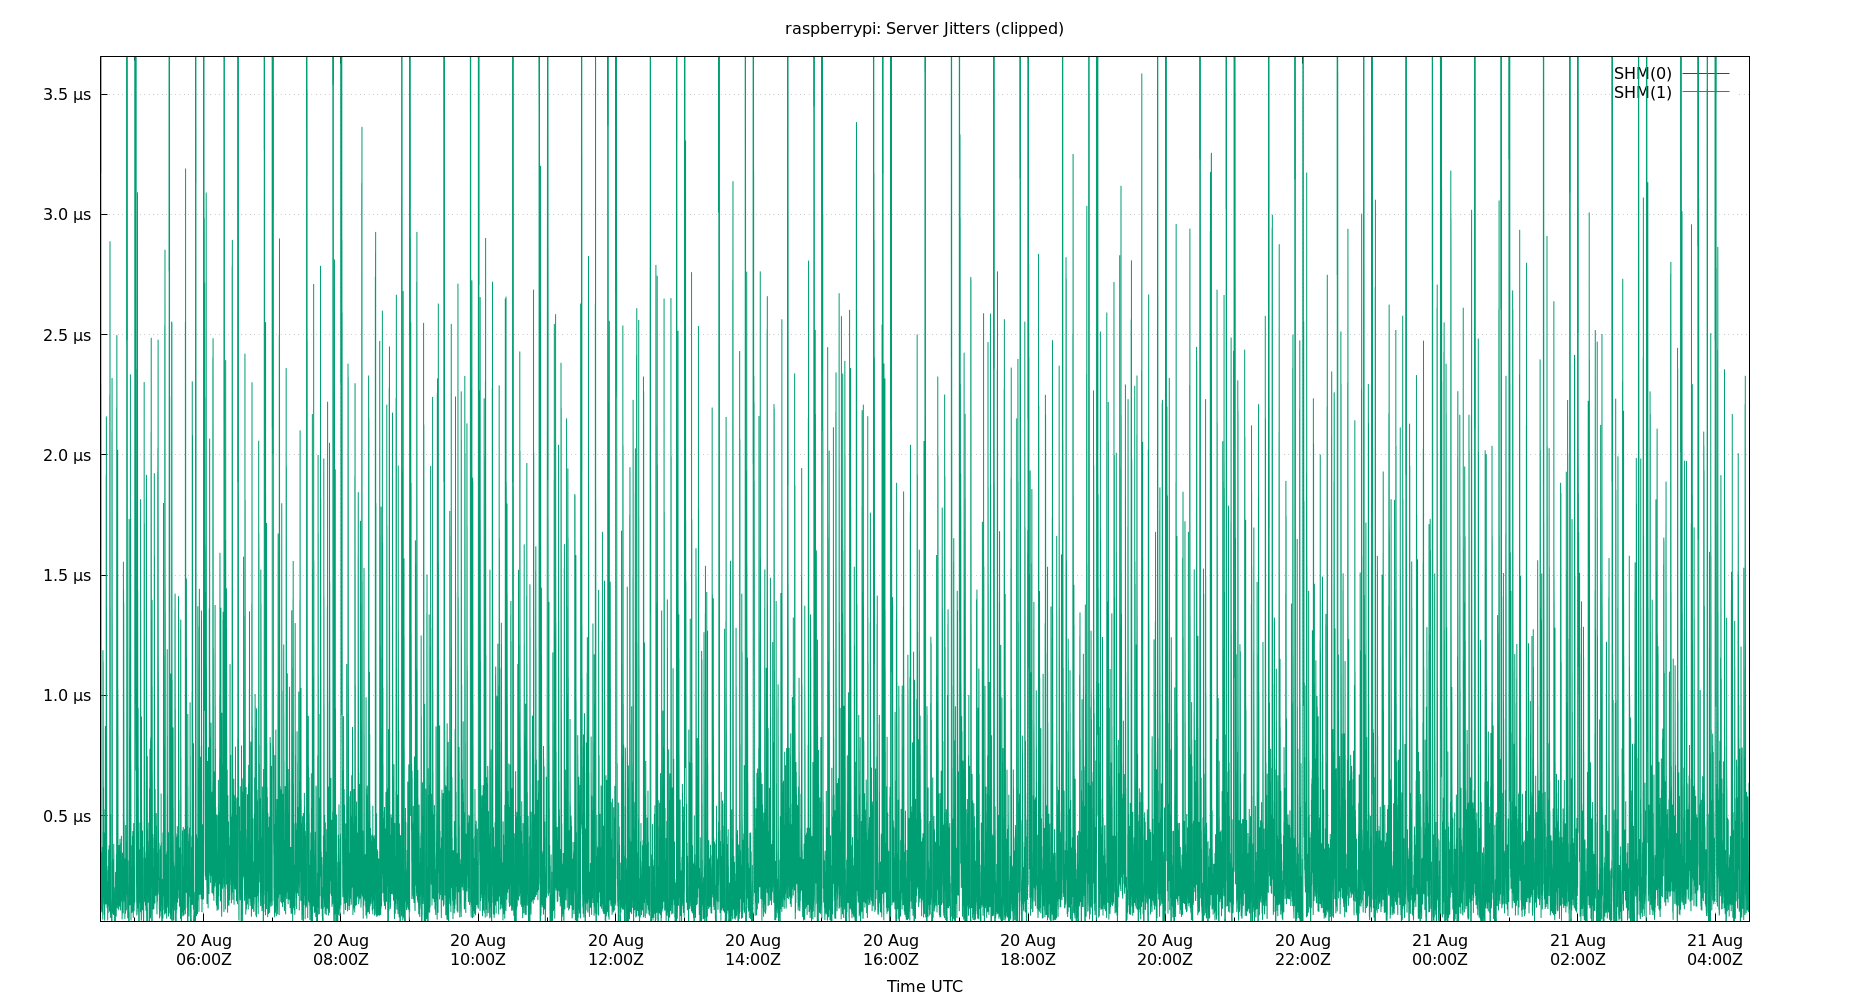 raspberrypi: Server Jitters (clipped)
SHM(0)
SHM(1)
3.5 µs
3.0 µs
2.5 µs
2.0 µs
1.5 µs
1.0 µs
0.5 µs
20 Aug 20 Aug 20 Aug 20 Aug 20 Aug 20 Aug 20 Aug 20 Aug 20 Aug 21 Aug 21 Aug 21 Aug
06:00Z 08:00Z 10:00Z 12:00Z 14:00Z 16:00Z 18:00Z 20:00Z 22:00Z 00:00Z 02:00Z 04:00Z
Time UTC